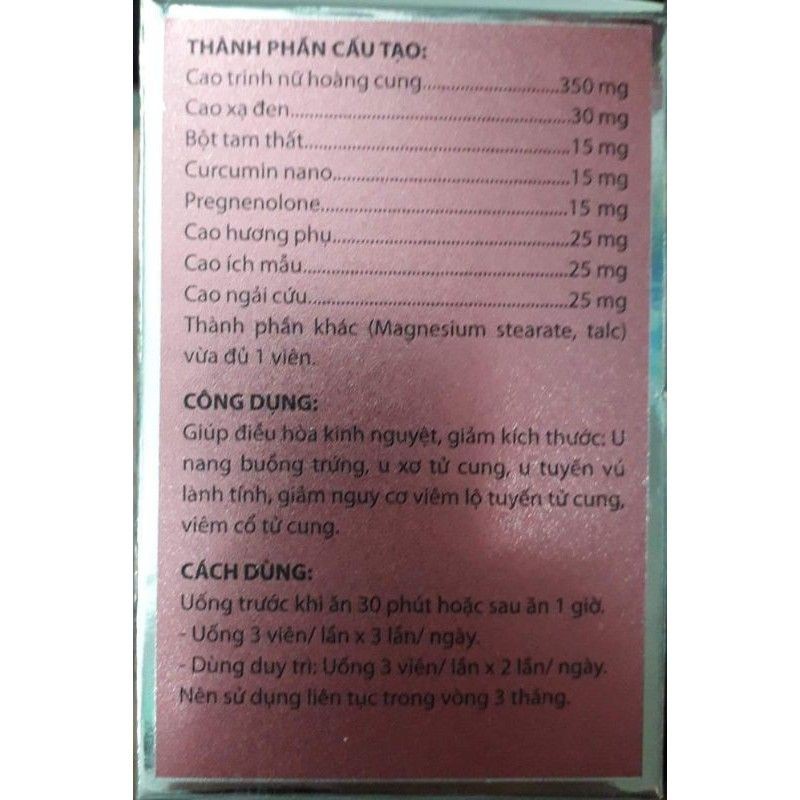 THÀNH PHẦN CẤU TẠO:
Cao trinh nữ hoàng cung..............................350 mg
Cao xạ đen......................................................30 mg
Bột tam thất...................................................15 mg
Curcumin nano..............................................15 mg
Pregnenolone................................................15 mg
Cao hương phụ..............................................25 mg
Cao ích mẫu...................................................25 mg
Cao ngải cứu..................................................25 mg
Thành phần khác (Magnesium stearate, talc)
vừa đủ 1 viên.
CÔNG DỤNG:
Giúp điều hòa kinh nguyệt, giảm kích thước: U
nang buồng trứng, u xơ tử cung, u tuyến vú
lành tính, giảm nguy cơ viêm lộ tuyến tử cung,
viêm cổ tử cung.
CÁCH DÙNG:
Uống trước khi ăn 30 phút hoặc sau ăn 1 giờ.
- Uống 3 viên/ lần x 3 lần/ ngày.
- Dùng duy trì: Uống 3 viên/ lần x 2 lần/ ngày.
Nên sử dụng liên tục trong vòng 3 tháng.